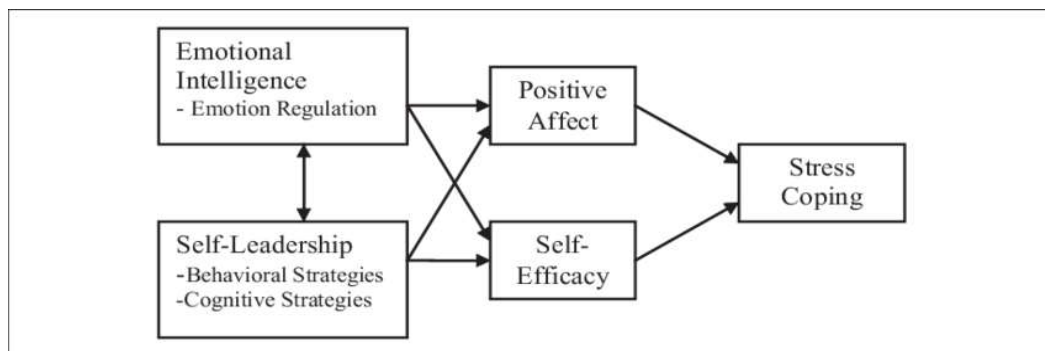 Emotional
Intelligence
- Emotion Regulation
Positive
Affect
Stress
Coping
Self-Leadership
-Behavioral Strategies
-Cognitive Strategies
Self-
Efficacy